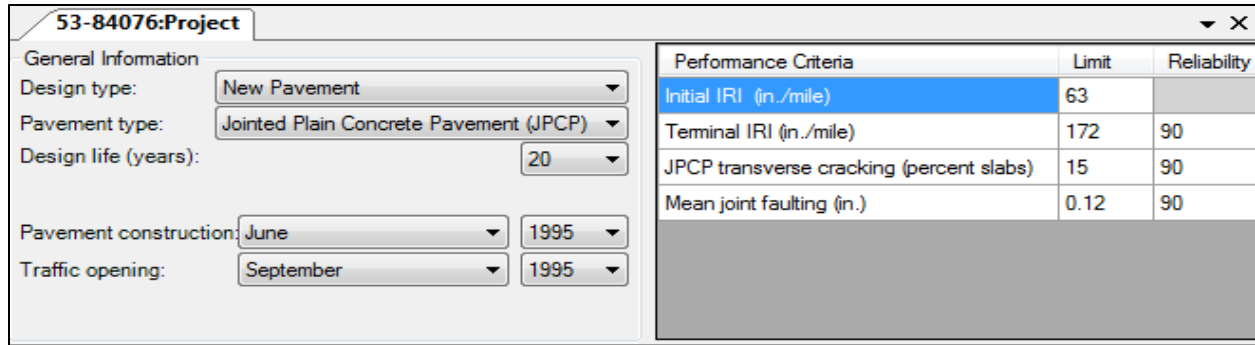 53-84076:Project
General Information
Design type: New Pavement
Pavement type: Jointed Plain Concrete Pavement (JPCP)
Design life (years): 20
Pavement construction: June 1995
Traffic opening: September 1995
Performance Criteria Limit Reliability
Initial IRI (in./mile) 63
Terminal IRI (in./mile) 172 90
JPCP transverse cracking (percent slabs) 15 90
Mean joint faulting (in.) 0.12 90